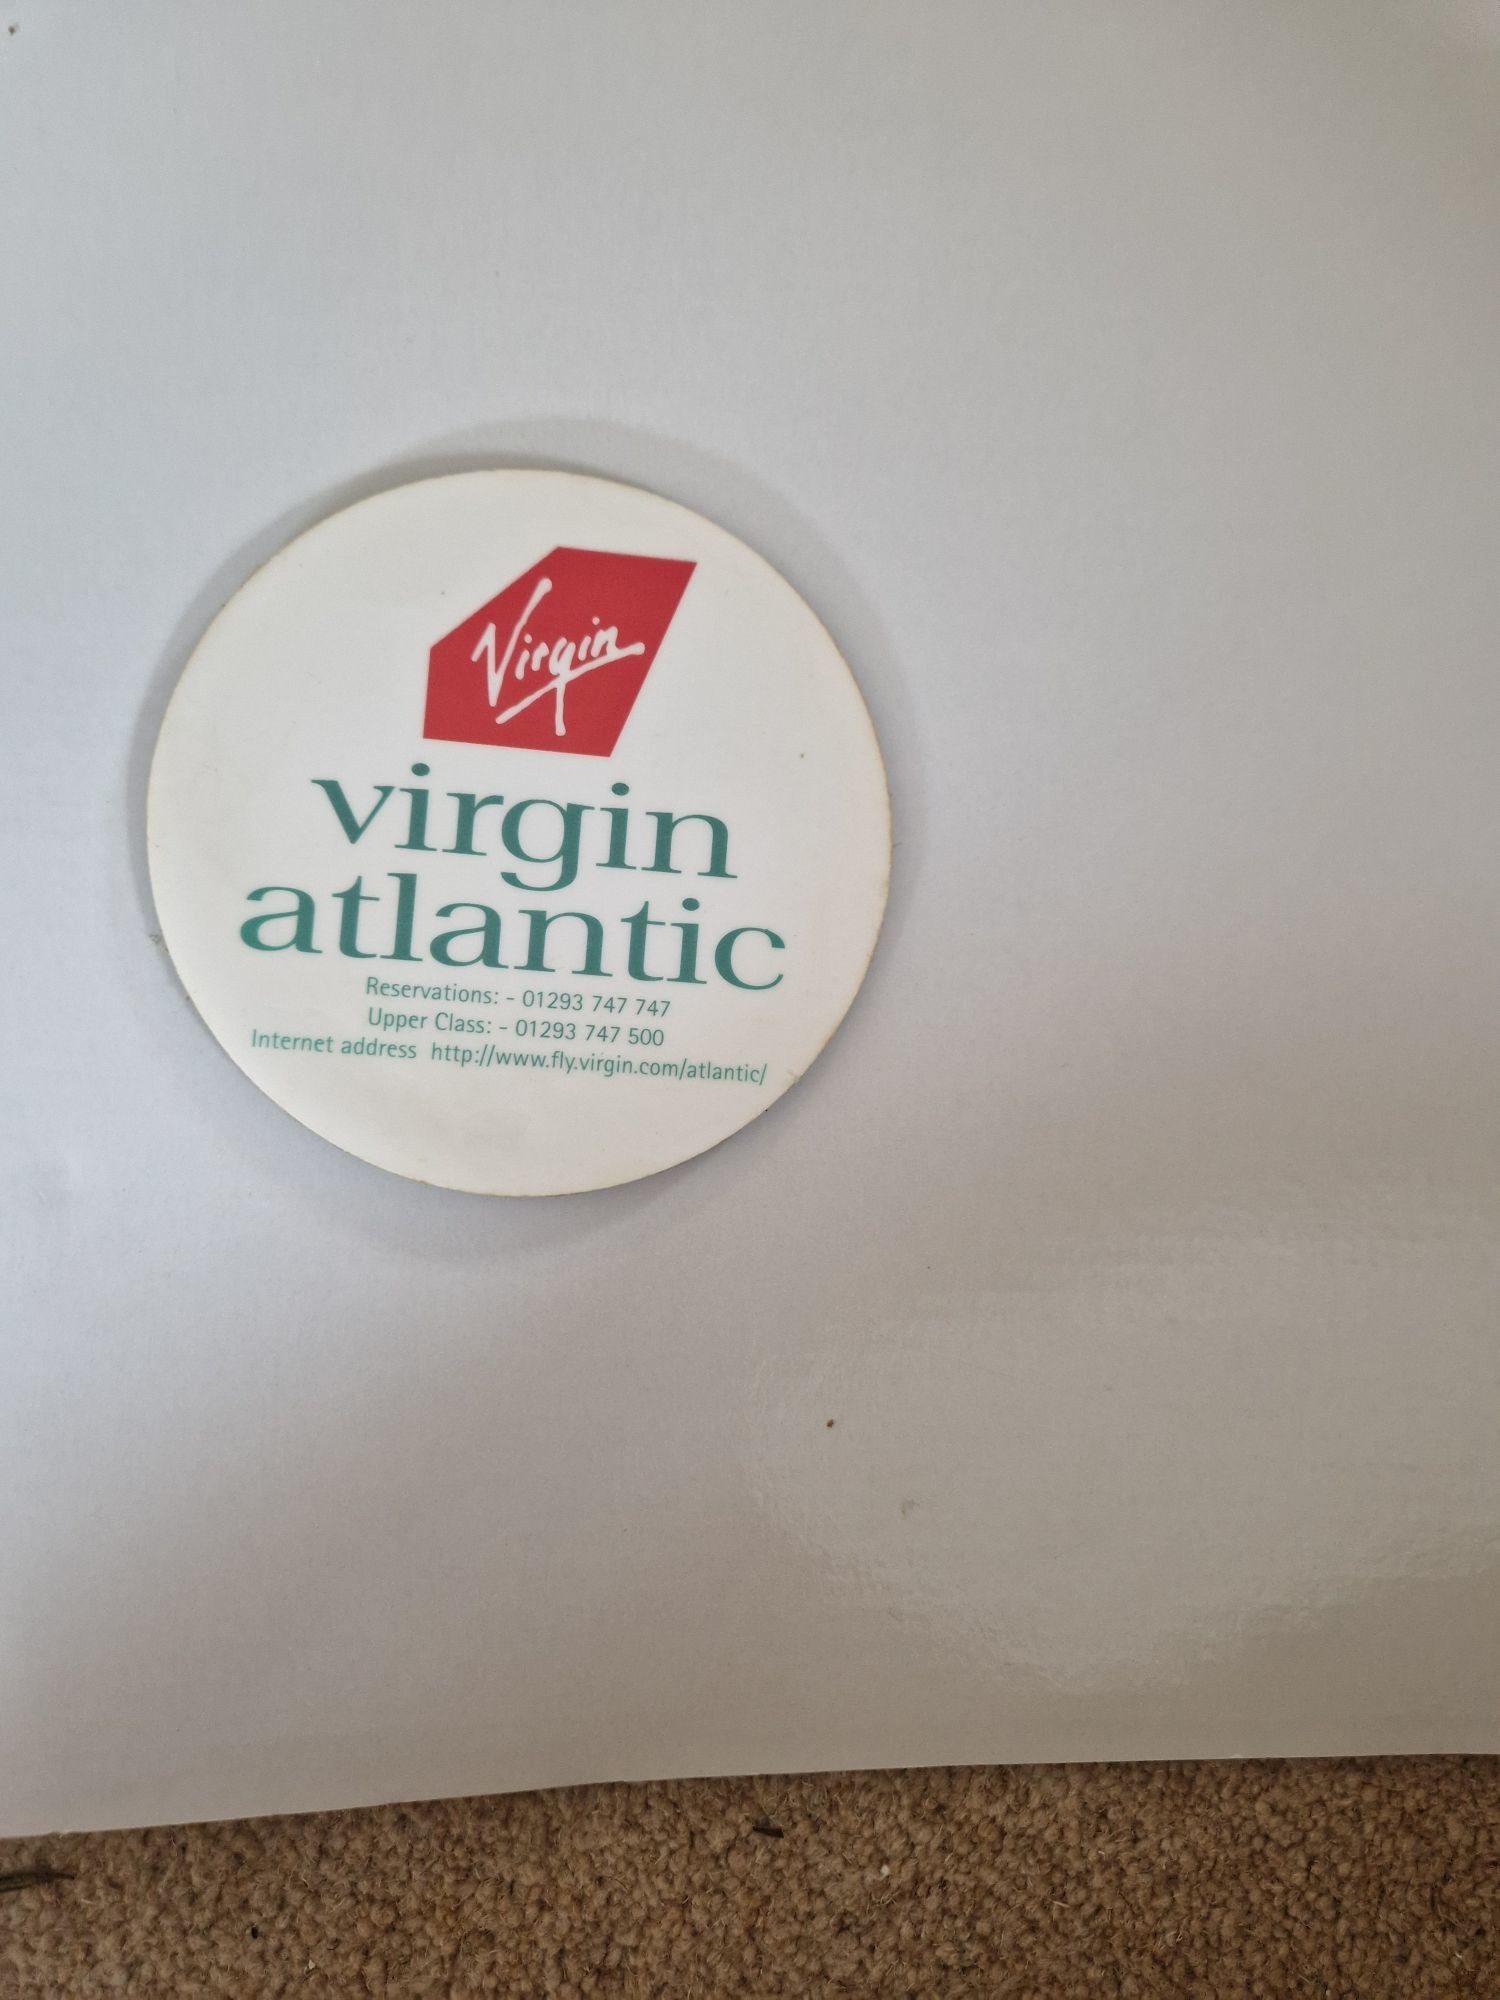 Virgin
virgin
atlantic
Reservations: - 01293 747 747
Upper Class: - 01293 747 500
Internet address http://www.fly.virgin.com/atlantic/